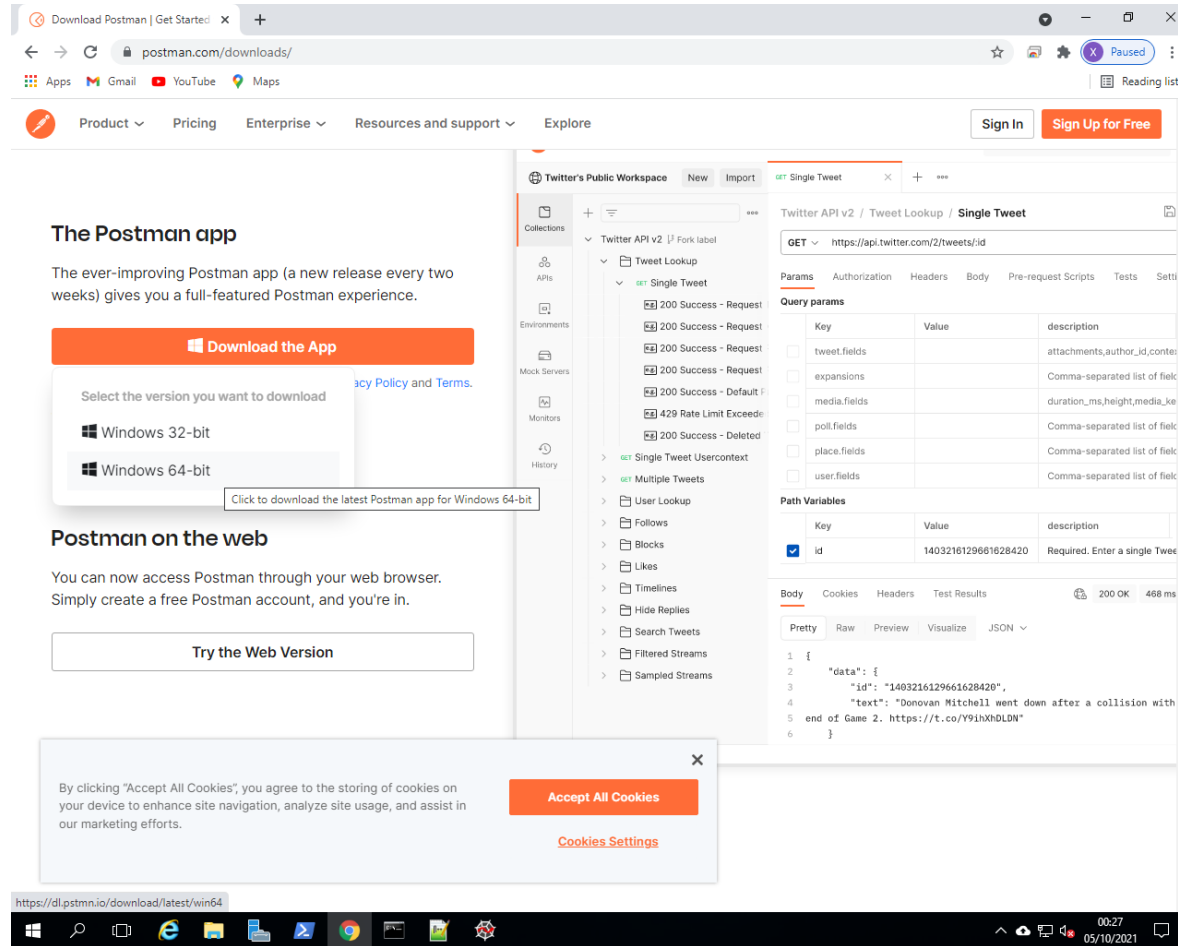 Download Postman | Get Started
postman.com/downloads/
Paused
X
Apps Gmail YouTube Maps
Reading list
Product Pricing Enterprise Resources and support Explore
Sign In
Sign Up for Free
The Postman app
The ever-improving Postman app (a new release every two
weeks) gives you a full-featured Postman experience.
Download the App
acy Policy and Terms.
Select the version you want to download
Windows 32-bit
Windows 64-bit
Click to download the latest Postman app for Windows 64-bit
Postman on the web
You can now access Postman through your web browser.
Simply create a free Postman account, and you're in.
Try the Web Version
Twitter's Public Workspace New Import
Collections
APIs
Environments
Mock Servers
Monitors
History
Twitter API v2 Fork label
Tweet Lookup
GET Single Tweet
e.g. 200 Success - Request
e.g. 200 Success - Request
e.g. 200 Success - Request
e.g. 200 Success - Request
e.g. 200 Success - Default
e.g. 429 Rate Limit Exceede
e.g. 200 Success - Deleted
GET Single Tweet Usercontext
GET Multiple Tweets
User Lookup
Follows
Blocks
Likes
Timelines
Hide Replies
Search Tweets
Filtered Streams
Sampled Streams
GET Single Tweet
Twitter API v2 / Tweet Lookup / Single Tweet
GET https://api.twitter.com/2/tweets/:id
Params Authorization Headers Body Pre-request Scripts Tests Setti
Query params
Key Value description
tweet.fields attachments,author_id,contex
expansions Comma-separated list of field
media.fields duration_ms,height,media_ke
poll.fields Comma-separated list of field
place.fields Comma-separated list of field
user.fields Comma-separated list of field
Path Variables
Key Value description
id 1403216129661628420 Required. Enter a single Twee
Body Cookies Headers Test Results 200 OK 468 ms
Pretty Raw Preview Visualize JSON
1 {
2 "data": {
3 "id": "1403216129661628420",
4 "text": "Donovan Mitchell went down after a collision with
5 end of Game 2. https://t.co/Y9ihXhDLDN"
6 }
By clicking “Accept All Cookies”, you agree to the storing of cookies on
your device to enhance site navigation, analyze site usage, and assist in
our marketing efforts.
Accept All Cookies
Cookies Settings
https://dl.pstmn.io/download/latest/win64
00:27
05/10/2021